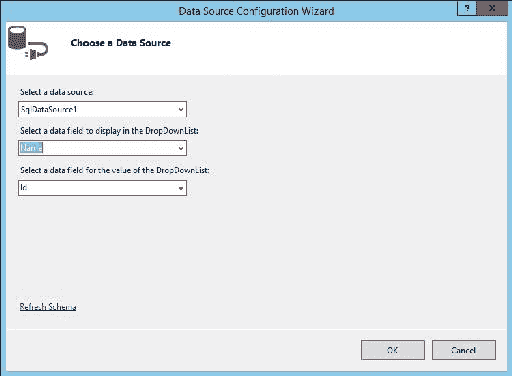 Data Source Configuration Wizard
?
X
Choose a Data Source
Select a data source:
SqlDataSource1
Select a data field to display in the DropDownList:
Name
Select a data field for the value of the DropDownList:
Id
Refresh Schema
OK
Cancel